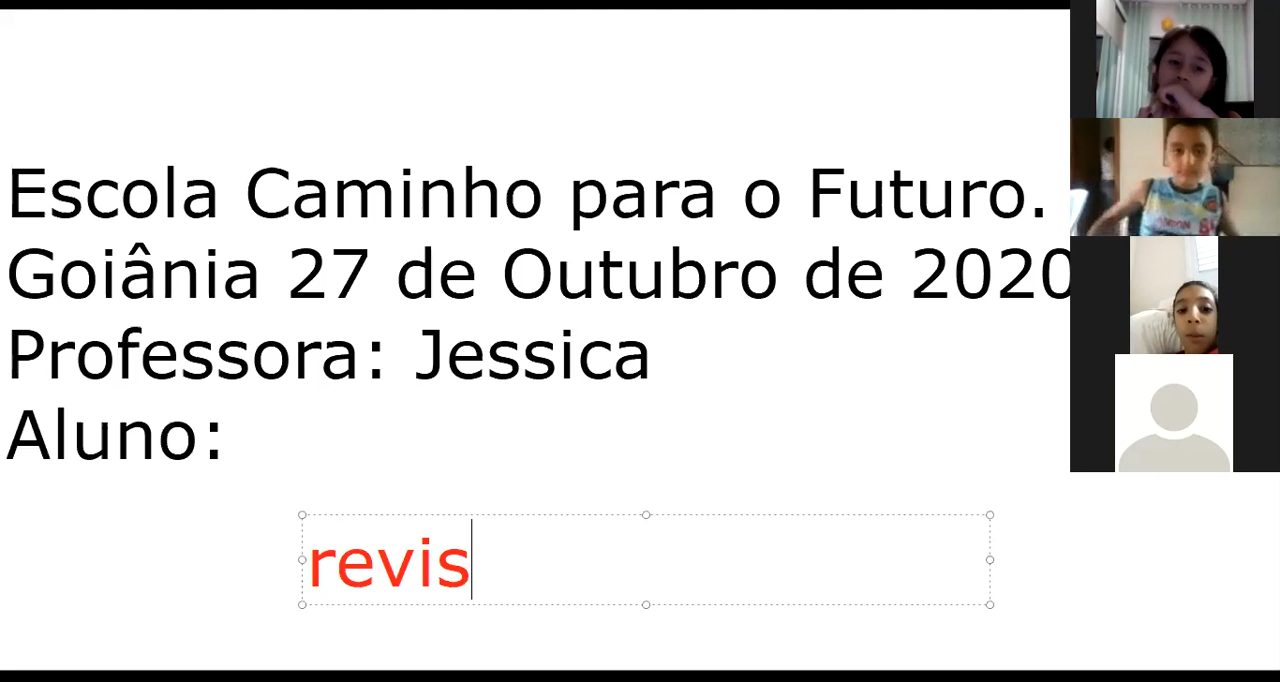 Escola Caminho para o Futuro.
Goiânia 27 de Outubro de 2020
Professora: Jessica
Aluno:
revis